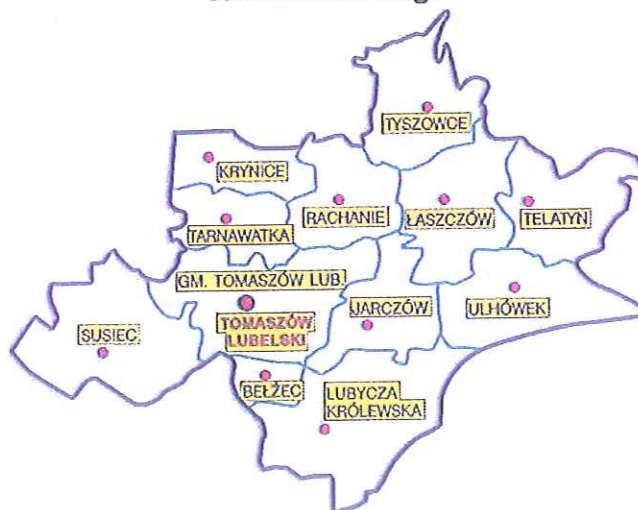 TYSZOWCE
KRYNICE
RACHANIE
ŁASZCZÓW
TELATYN
TARNAWATKA
GM. TOMASZÓW LUB.
TOMASZÓW
LUBELSKI
JARCZÓW
ULHÓWEK
SUSIEC
BEŁŻEC
LUBYCZA
KRÓLEWSKA